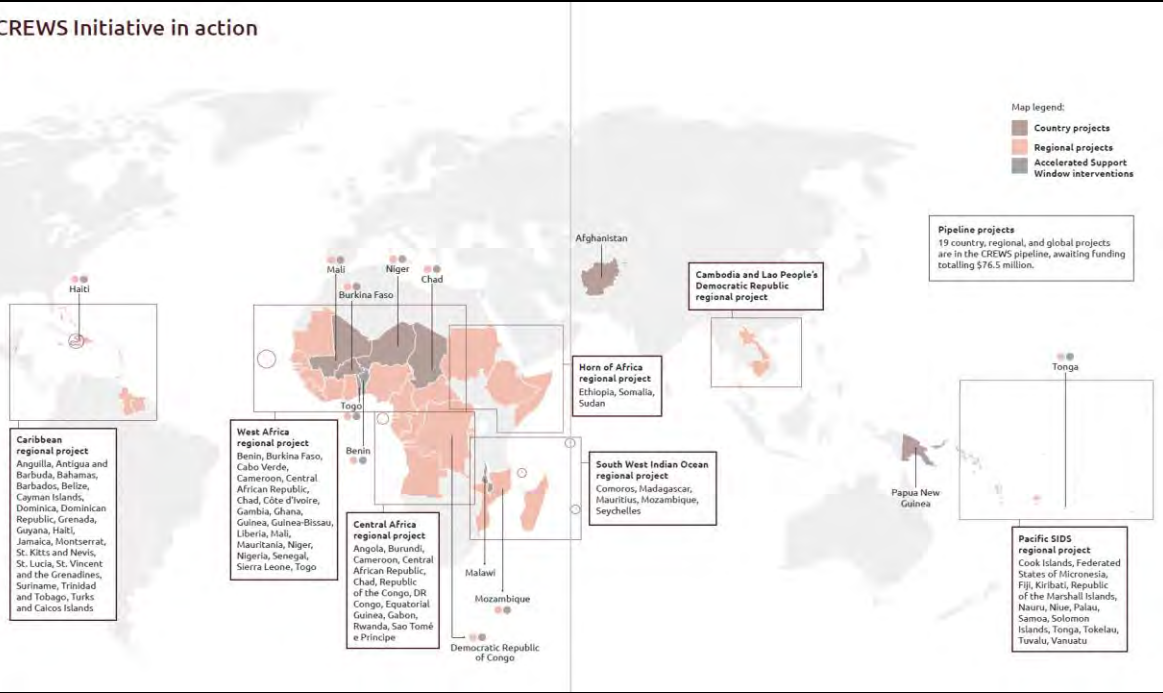 CREWS Initiative in action
Map legend:
Country projects
Regional projects
Accelerated Support
Window interventions
Pipeline projects
19 country, regional, and global projects
are in the CREWS pipeline, awaiting funding
totalling $76.5 million.
Afghanistan
Mali
Niger
Chad
Burkina Faso
Haiti
Cambodia and Lao People's
Democratic Republic
regional project
Tonga
Horn of Africa
regional project
Ethiopia, Somalia,
Sudan
Togo
Benin
Caribbean
regional project
Anguilla, Antigua and
Barbuda, Bahamas,
Barbados, Belize,
Cayman Islands,
Dominica, Dominican
Republic, Grenada,
Guyana, Haiti,
Jamaica, Montserrat,
St. Kitts and Nevis,
St. Lucia, St. Vincent
and the Grenadines,
Suriname, Trinidad
and Tobago, Turks
and Caicos Islands
West Africa
regional project
Benin, Burkina Faso,
Cabo Verde,
Cameroon, Central
African Republic,
Chad, Côte d'Ivoire,
Gambia, Ghana,
Guinea, Guinea-Bissau,
Liberia, Mali,
Mauritania, Niger,
Nigeria, Senegal,
Sierra Leone, Togo
South West Indian Ocean
regional project
Comoros, Madagascar,
Mauritius, Mozambique,
Seychelles
Papua New
Guinea
Central Africa
regional project
Angola, Burundi,
Cameroon, Central
African Republic,
Chad, Republic
of the Congo, DR
Congo, Equatorial
Guinea, Gabon,
Rwanda, Sao Tomé
e Principe
Malawi
Mozambique
Democratic Republic
of Congo
Pacific SIDS
regional project
Cook Islands, Federated
States of Micronesia,
Fiji, Kiribati, Republic
of the Marshall Islands,
Nauru, Niue, Palau,
Samoa, Solomon
Islands, Tonga, Tokelau,
Tuvalu, Vanuatu